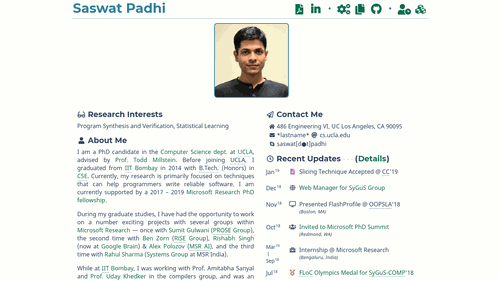 Saswat Padhi
Research Interests
Program Synthesis and Verification, Statistical Learning
About Me
I am a PhD candidate in the Computer Science dept. at UCLA,
advised by Prof. Todd Millstein. Before joining UCLA, I
graduated from IIT Bombay in 2014 with B.Tech. (Honors) in
CSE. Currently, my research is primarily focused on techniques
that can help programmers write reliable software. I am
currently supported by a 2017 – 2019 Microsoft Research PhD
fellowship.
During my graduate studies, I have had the opportunity to work
on a number exciting projects with several groups within
Microsoft Research — once with Sumit Gulwani (PROSE Group),
the second time with Ben Zorn (RiSE Group), Rishabh Singh
(now at Google Brain) & Alex Polozov (MSR AI), and the third
time with Rahul Sharma (Systems Group at MSR India).
While at IIT Bombay, I was working with Prof. Amitabha Sanyal
and Prof. Uday Khedker in the compilers group, and was an
Contact Me
486 Engineering VI, UC Los Angeles, CA 90095
*lastname* @ cs.ucla.edu
saswat[d●t]padhi
Recent Updates (Details)
Jan'19 Slicing Technique Accepted @ CC'19
Dec'18 Web Manager for SyGuS Group
Nov'18 Presented FlashProfile @ OOPSLA'18
(Boston, MA)
Oct'18 Invited to Microsoft PhD Summit
(Redmond, WA)
Mar'18
- Internship @ Microsoft Research
Sep'18 (Bengaluru, India)
Jul'18 FLoC Olympics Medal for SyGuS-COMP'18